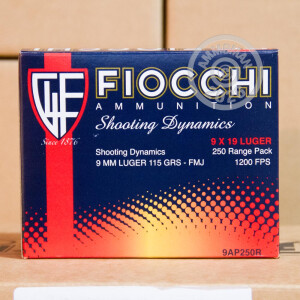 FIOCCHI
AMMUNITION
Shooting Dynamics
GFL
Since 1876
9 X 19 LUGER
Shooting Dynamics 250 Range Pack
9 MM LUGER 115 GRS - FMJ 1200 FPS
9AP250R